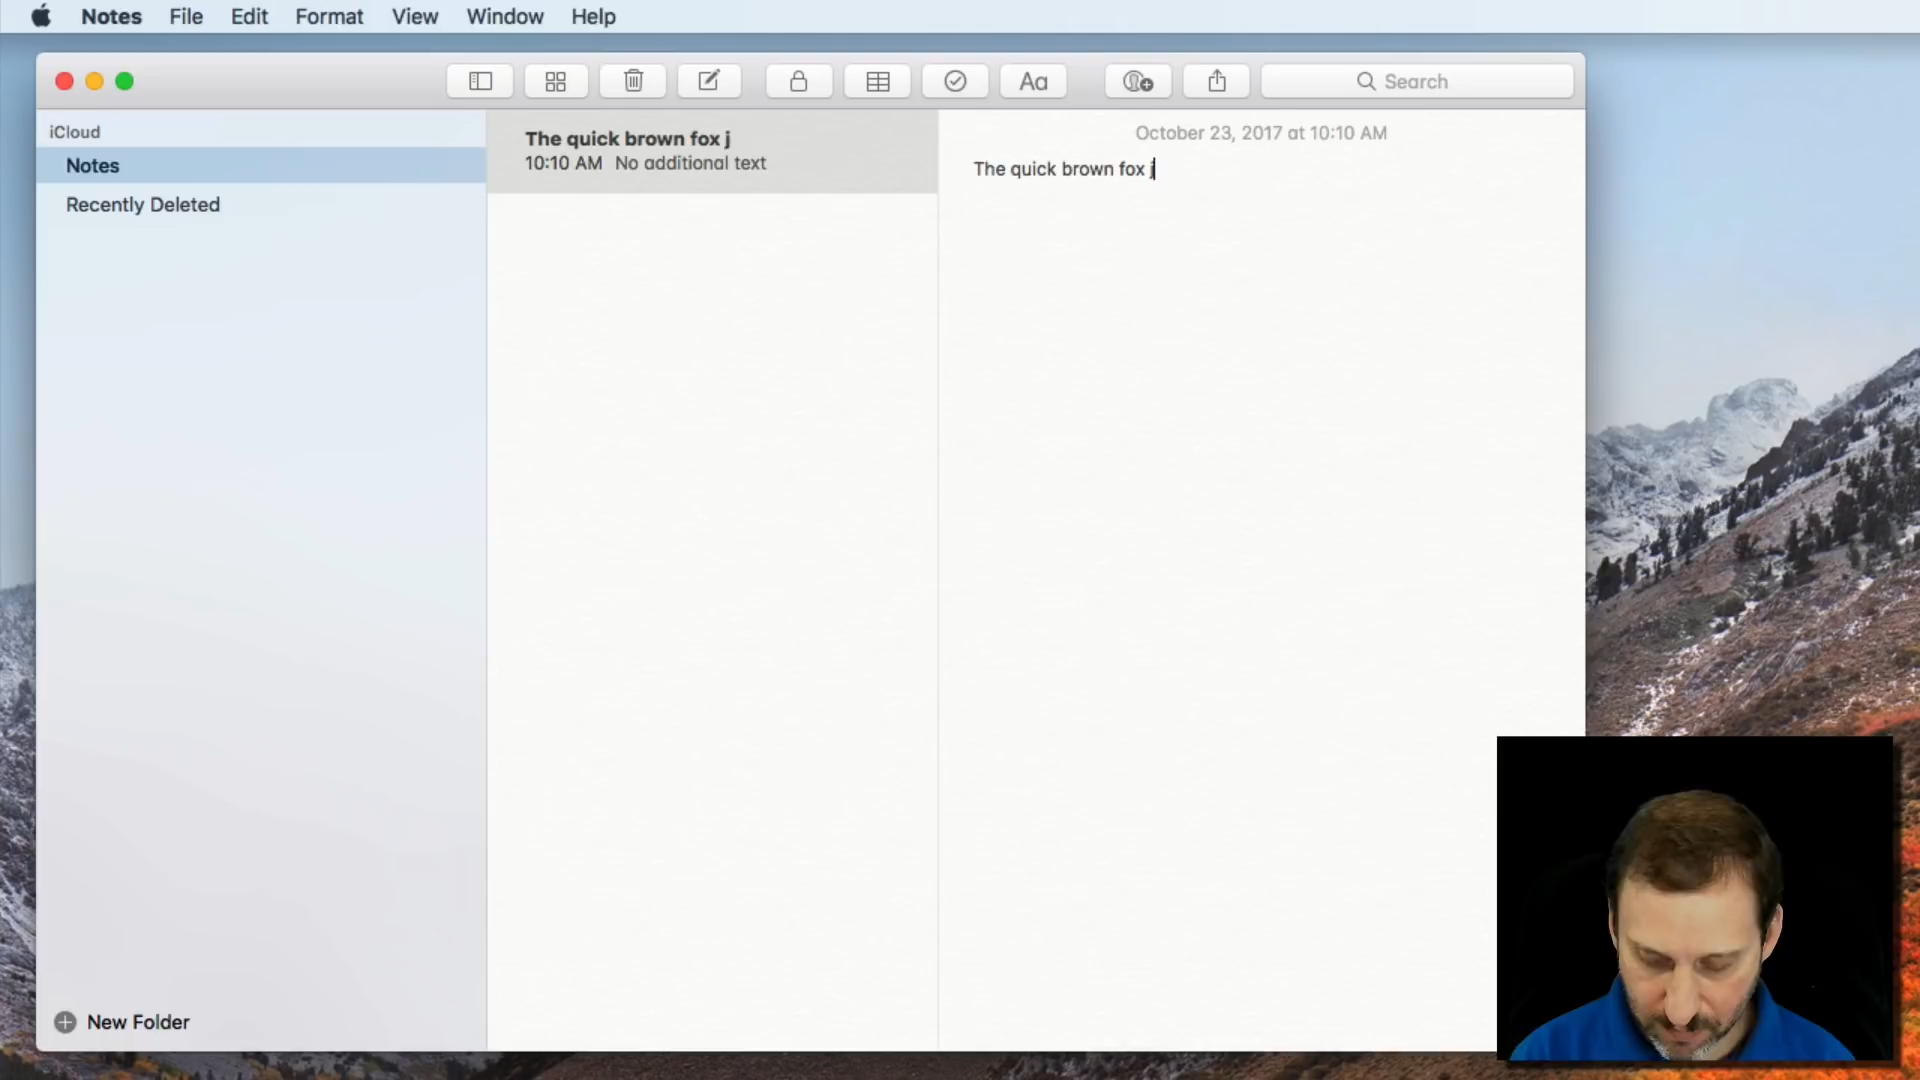 Notes File Edit Format View Window Help
Aa Search
iCloud
Notes
Recently Deleted
The quick brown fox j
10:10 AM No additional text
October 23, 2017 at 10:10 AM
The quick brown fox j
New Folder